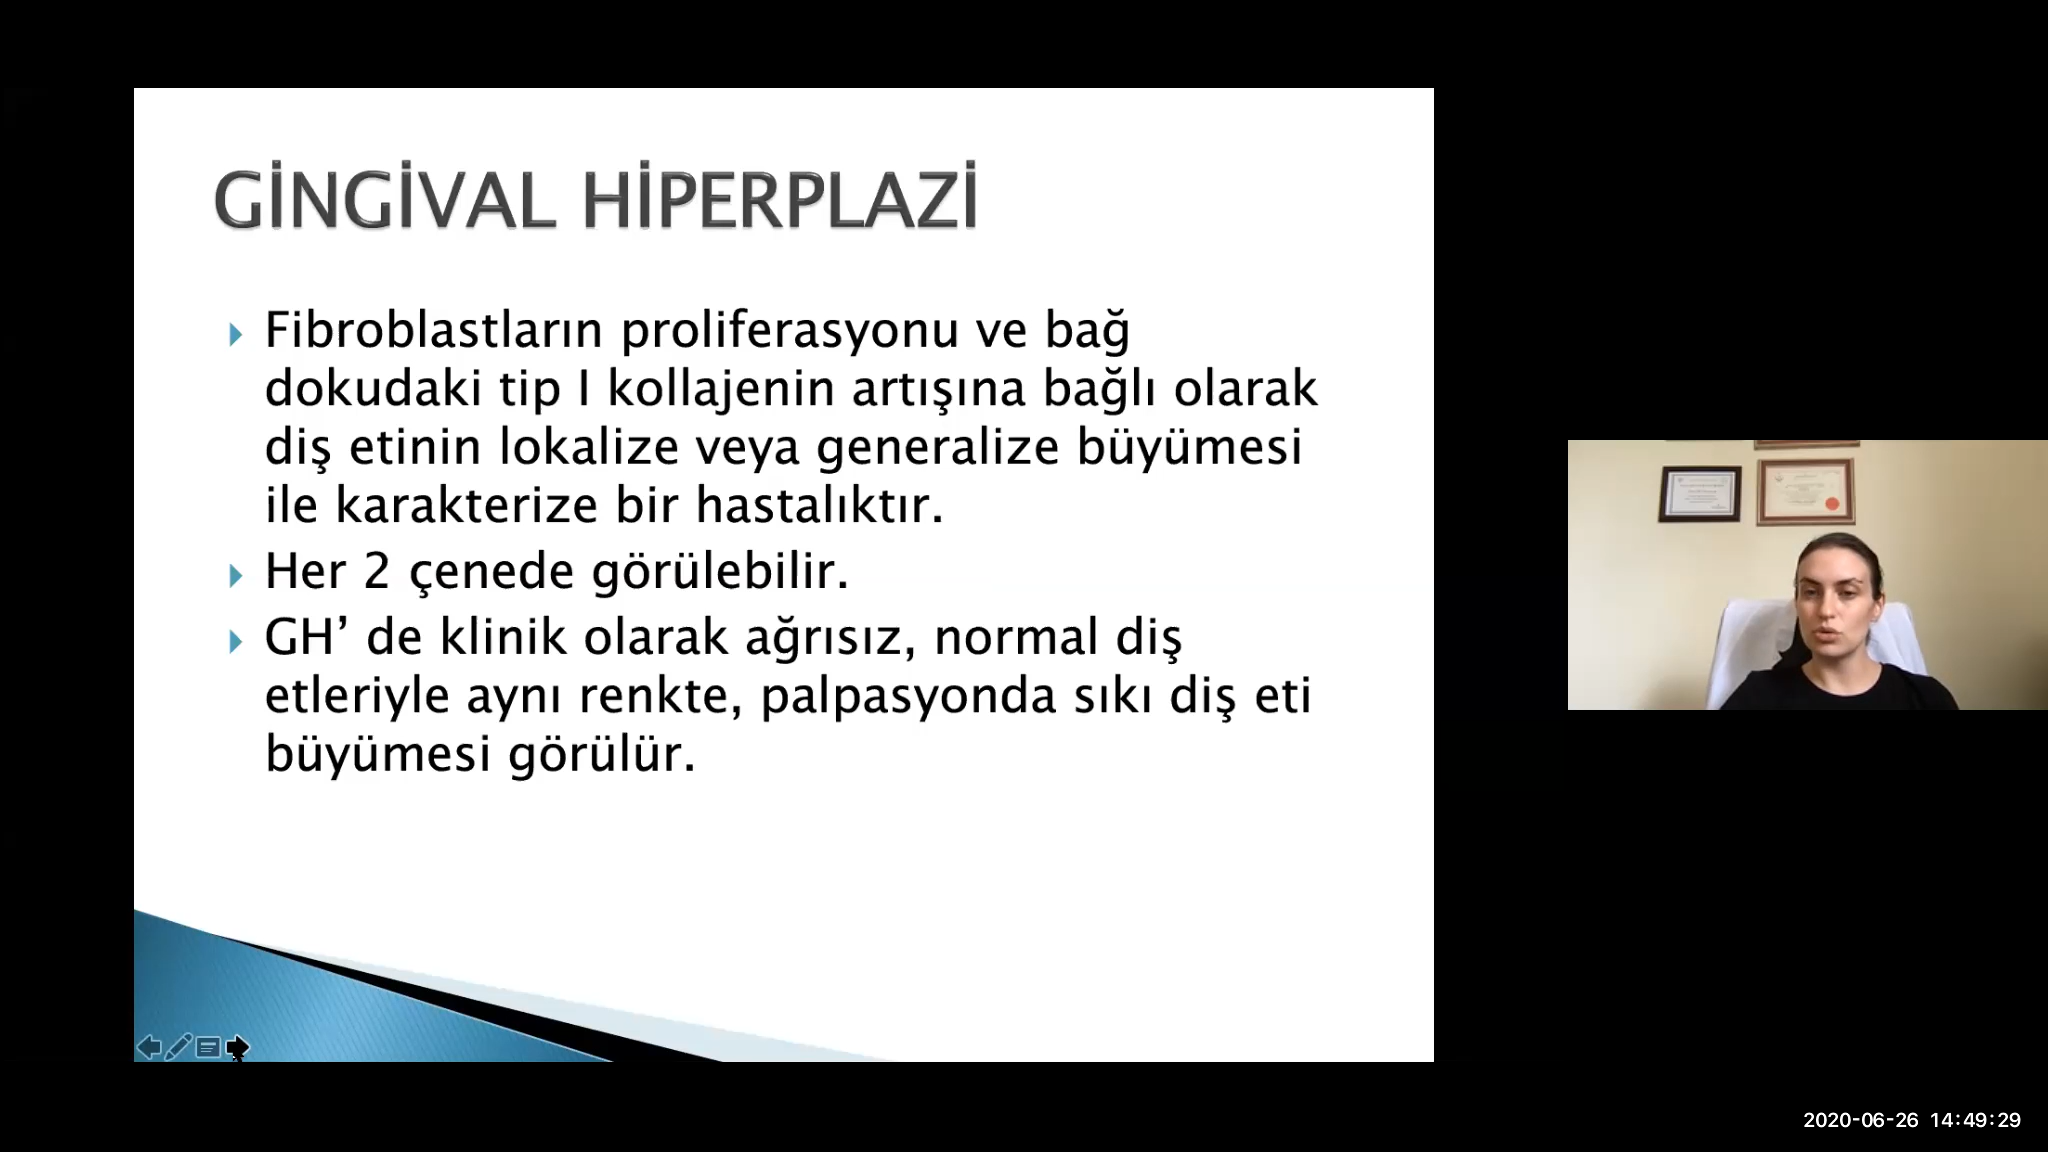 GİNGİVAL HİPERPLAZİ
Fibroblastların proliferasyonu ve bağ
dokudaki tip I kollajenin artışına bağlı olarak
diş etinin lokalize veya generalize büyümesi
ile karakterize bir hastalıktır.
Her 2 çenede görülebilir.
GH’ de klinik olarak ağrısız, normal diş
etleriyle aynı renkte, palpasyonda sıkı diş eti
büyümesi görülür.
2020-06-26 14:49:29